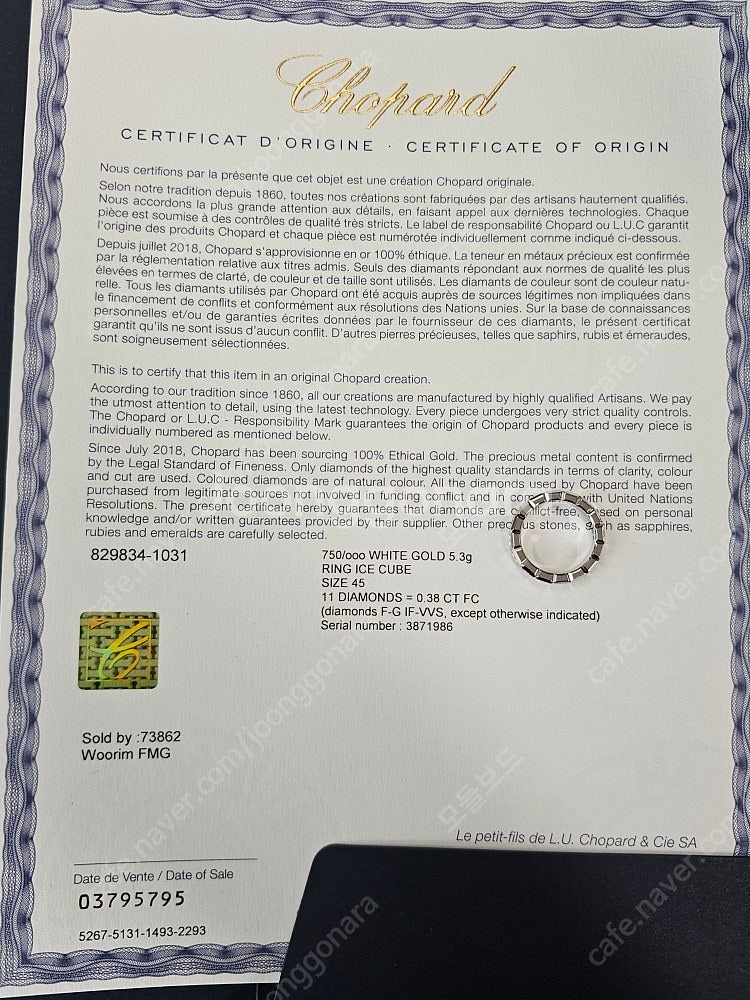 Chopard
CERTIFICAT D'ORIGINE · CERTIFICATE OF ORIGIN
Nous certifions par la présente que cet objet est une création Chopard originale.
Selon notre tradition depuis 1860, toutes nos créations sont fabriquées par des artisans hautement qualifiés.
Nous accordons la plus grande attention aux détails, en faisant appel aux dernières technologies. Chaque
pièce est soumise à des contrôles de qualité très stricts. Le label de responsabilité Chopard ou L.U.C garantit
l'origine des produits Chopard et chaque pièce est numérotée individuellement comme indiqué ci-dessous.
Depuis juillet 2018, Chopard s'approvisionne en or 100% éthique. La teneur en métaux précieux est confirmée
par la réglementation relative aux titres admis. Seuls des diamants répondant aux normes de qualité les plus
élevées en termes de clarté, de couleur et de taille sont utilisés. Les diamants de couleur sont de couleur natu-
relle. Tous les diamants utilisés par Chopard ont été acquis auprès de sources légitimes non impliquées dans
le financement de conflits et conformément aux résolutions des Nations unies. Sur la base de connaissances
personnelles et/ou de garanties écrites données par le fournisseur de ces diamants, le présent certificat
garantit qu'ils ne sont issus d'aucun conflit. D'autres pierres précieuses, telles que saphirs, rubis et émeraudes,
sont soigneusement sélectionnées.
This is to certify that this item in an original Chopard creation.
According to our tradition since 1860, all our creations are manufactured by highly qualified Artisans. We pay
the utmost attention to detail, using the latest technology. Every piece undergoes very strict quality controls.
The Chopard or L.U.C - Responsibility Mark guarantees the origin of Chopard products and every piece is
individually numbered as mentioned below.
Since July 2018, Chopard has been sourcing 100% Ethical Gold. The precious metal content is confirmed
by the Legal Standard of Fineness. Only diamonds of the highest quality standards in terms of clarity, colour
and cut are used. Coloured diamonds are of natural colour. All the diamonds used by Chopard have been
purchased from legitimate sources not involved in funding conflict and in with United Nations
Resolutions. The present certificate hereby guarantees that diamonds are conflict-free, based on personal
knowledge and/or written guarantees provided by their supplier. Other precious stones, such as sapphires,
rubies and emeralds are carefully selected.
829834-1031
750/ooo WHITE GOLD 5.3g
RING ICE CUBE
SIZE 45
11 DIAMONDS = 0.38 CT FC
(diamonds F-G IF-VVS, except otherwise indicated)
Serial number : 3871986
Sold by :73862
Woorim FMG
Le petit-fils de L.U. Chopard & Cie SA
Date de Vente / Date of Sale
03795795
5267-5131-1493-2293
cafe.naver.com/joonggonara
모둠보드